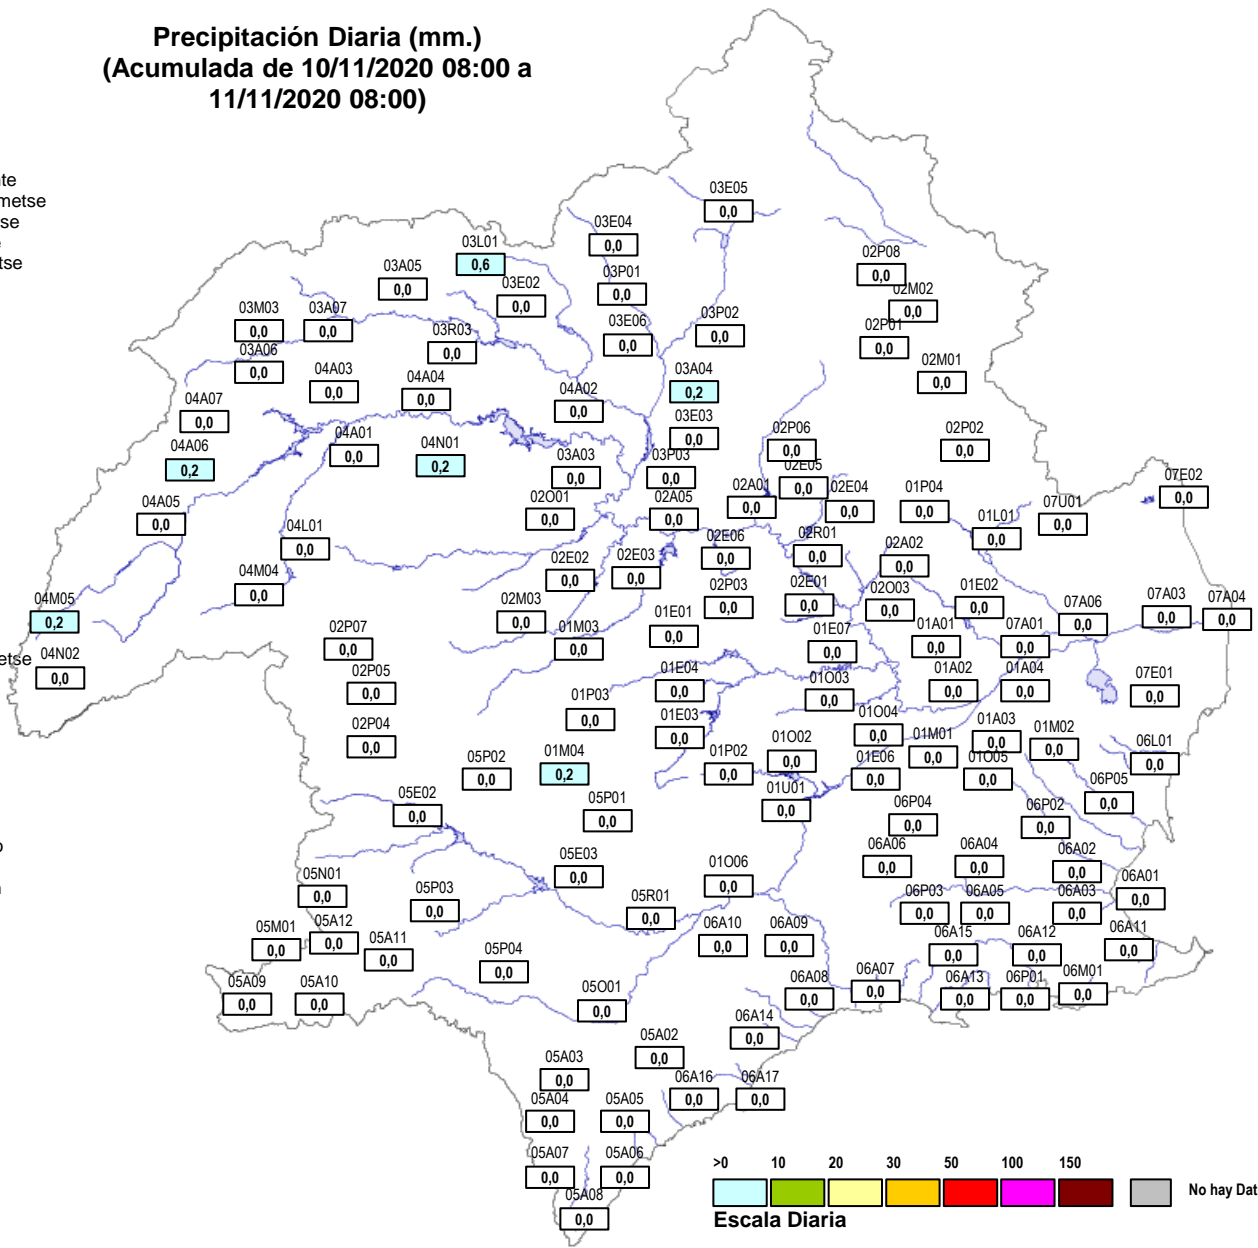 Precipitación Diaria (mm.)
(Acumulada de 10/11/2020 08:00 a
11/11/2020 08:00)
te
metse
se
tse
etse
o
03E05
0,0
03E04
0,0
03L01
0,6
03A05
0,0
03E02
0,0
03P01
0,0
02P08
0,0
02M02
0,0
03M03
0,0
03A07
0,0
03R03
0,0
03E06
0,0
03P02
0,0
02P01
0,0
03A06
0,0
04A03
0,0
04A04
0,0
04A02
0,0
03A04
0,2
02M01
0,0
04A07
0,0
03E03
0,0
02P06
0,0
02P02
0,0
04A06
0,2
04A01
0,0
04N01
0,2
03A03
0,0
03P03
0,0
02E05
0,0
07E02
0,0
04A05
0,0
02O01
0,0
02A05
0,0
02A01
0,0
02E04
0,0
01P04
0,0
07U01
0,0
01L01
0,0
04L01
0,0
02E06
0,0
02R01
0,0
02A02
0,0
04M04
0,0
02E02
0,0
02E03
0,0
04M05
0,2
02M03
0,0
02P03
0,0
02E01
0,0
02O03
0,0
01E02
0,0
07A06
0,0
07A03
0,0
07A04
0,0
02P07
0,0
01M03
0,0
01E01
0,0
01E07
0,0
01A01
0,0
07A01
0,0
04N02
0,0
02P05
0,0
01E04
0,0
01O03
0,0
01A02
0,0
01A04
0,0
07E01
0,0
02P04
0,0
01P03
0,0
01E03
0,0
01O04
0,0
01A03
0,0
01M02
0,0
05P02
0,0
01M04
0,2
01P02
0,0
01O02
0,0
01M01
0,0
01E06
0,0
01O05
0,0
06L01
0,0
05E02
0,0
05P01
0,0
01U01
0,0
06P04
0,0
06P02
0,0
06P05
0,0
05E03
0,0
01O06
0,0
06A06
0,0
06A04
0,0
06A02
0,0
05N01
0,0
05P03
0,0
05R01
0,0
06P03
0,0
06A05
0,0
06A03
0,0
06A01
0,0
05M01
0,0
05A12
0,0
05A11
0,0
06A10
0,0
06A09
0,0
06A15
0,0
06A12
0,0
06A11
0,0
05A09
0,0
05A10
0,0
05P04
0,0
05O01
0,0
06A08
0,0
06A07
0,0
06A13
0,0
06P01
0,0
06M01
0,0
05A02
0,0
06A14
0,0
05A03
0,0
06A16
0,0
06A17
0,0
05A04
0,0
05A05
0,0
05A07
0,0
05A06
0,0
05A08
0,0
>0 10 20 30 50 100 150
No hay Dat
Escala Diaria